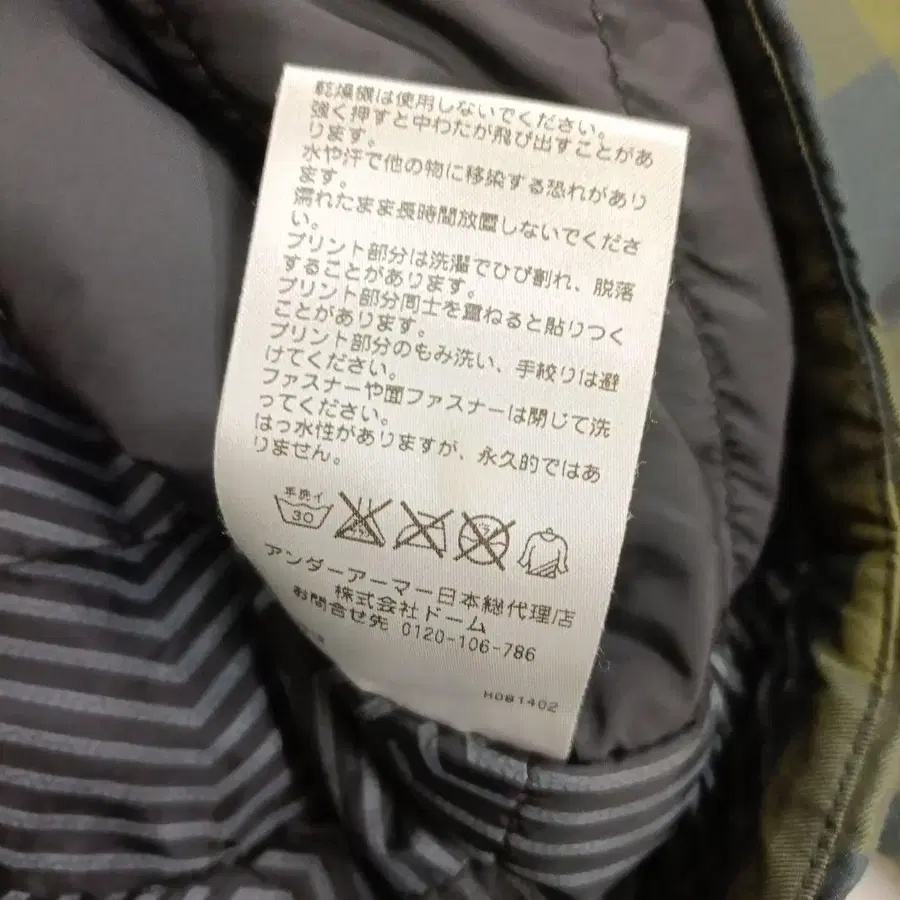 乾燥機は使用しないでください。
強く押すと中わたが飛び出すことがあ
ります。
水や汗で他の物に移染する恐れがあり
ます。
濡れたまま長時間放置しないでくださ
い。
プリント部分は洗濯でひび割れ、脱落
することがあります。
プリント部分同士を重ねると貼りつく
ことがあります。
プリント部分のもみ洗い、手絞りは避
けてください。
ファスナーや面ファスナーは閉じて洗
ってください。
はっ水性がありますが、永久的ではあ
りません。
手洗イ
30
アンダーアーマー日本総代理店
株式会社ドーム
お問合せ先 0120-106-786
H081402